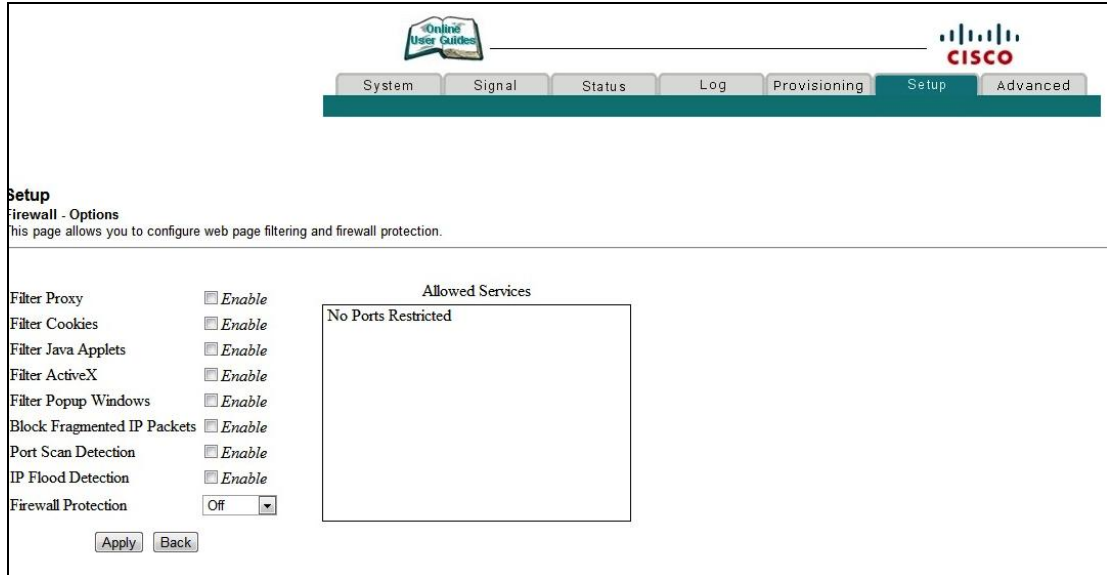 Online
User Guides
CISCO
System Signal Status Log Provisioning Setup Advanced
Setup
Firewall - Options
This page allows you to configure web page filtering and firewall protection.
Allowed Services
Filter Proxy Enable
No Ports Restricted
Filter Cookies Enable
Filter Java Applets Enable
Filter ActiveX Enable
Filter Popup Windows Enable
Block Fragmented IP Packets Enable
Port Scan Detection Enable
IP Flood Detection Enable
Firewall Protection Off
Apply Back